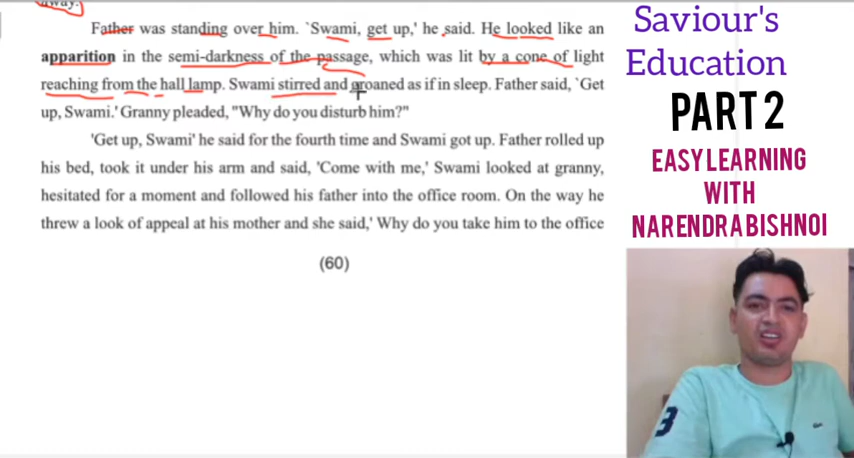 away.
Father was standing over him. `Swami, get up,' he said. He looked like an
apparition in the semi-darkness of the passage, which was lit by a cone of light
reaching from the hall lamp. Swami stirred and groaned as if in sleep. Father said, `Get
up, Swami.' Granny pleaded, "Why do you disturb him?"
'Get up, Swami' he said for the fourth time and Swami got up. Father rolled up
his bed, took it under his arm and said, 'Come with me,' Swami looked at granny,
hesitated for a moment and followed his father into the office room. On the way he
threw a look of appeal at his mother and she said,' Why do you take him to the office
(60)
Saviour's
Education
PART 2
EASY LEARNING
WITH
NARENDRA BISHNOI
3